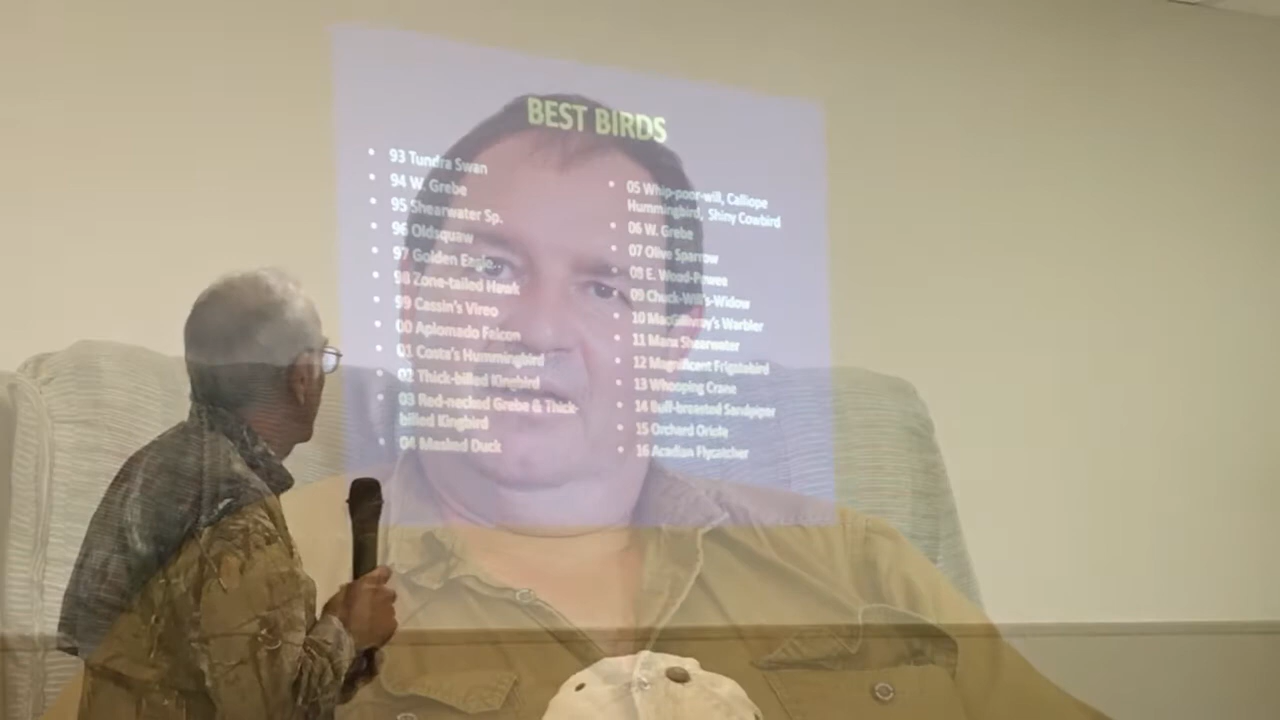 BEST BIRDS
• 93 Tundra Swan
• 94 W. Grebe
• 95 Shearwater Sp.
• 96 Oldsquaw
• 97 Golden Eagle
• 98 Zone-tailed Hawk
• 99 Cassin's Vireo
• 00 Aplomado Falcon
• 01 Costa's Hummingbird
• 02 Thick-billed Kingbird
• 03 Red-necked Grebe & Thick-
billed Kingbird
• 04 Masked Duck
• 05 Whip-poor-will, Calliope
Hummingbird, Shiny Cowbird
• 06 W. Grebe
• 07 Olive Sparrow
• 08 E. Wood-Pewee
• 09 Chuck-Will's-Widow
• 10 MacGillivray's Warbler
• 11 Manx Shearwater
• 12 Magnificent Frigatebird
• 13 Whooping Crane
• 14 Buff-breasted Sandpiper
• 15 Orchard Oriole
• 16 Acadian Flycatcher